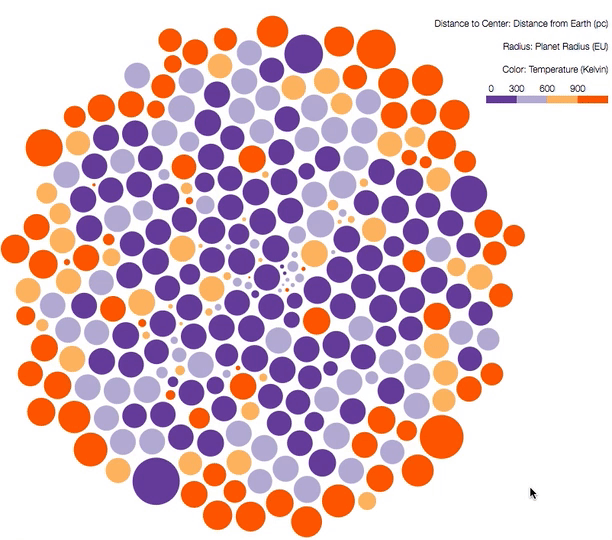 Distance to Center: Distance from Earth (pc)
Radius: Planet Radius (EU)
Color: Temperature (Kelvin)
0 300 600 900